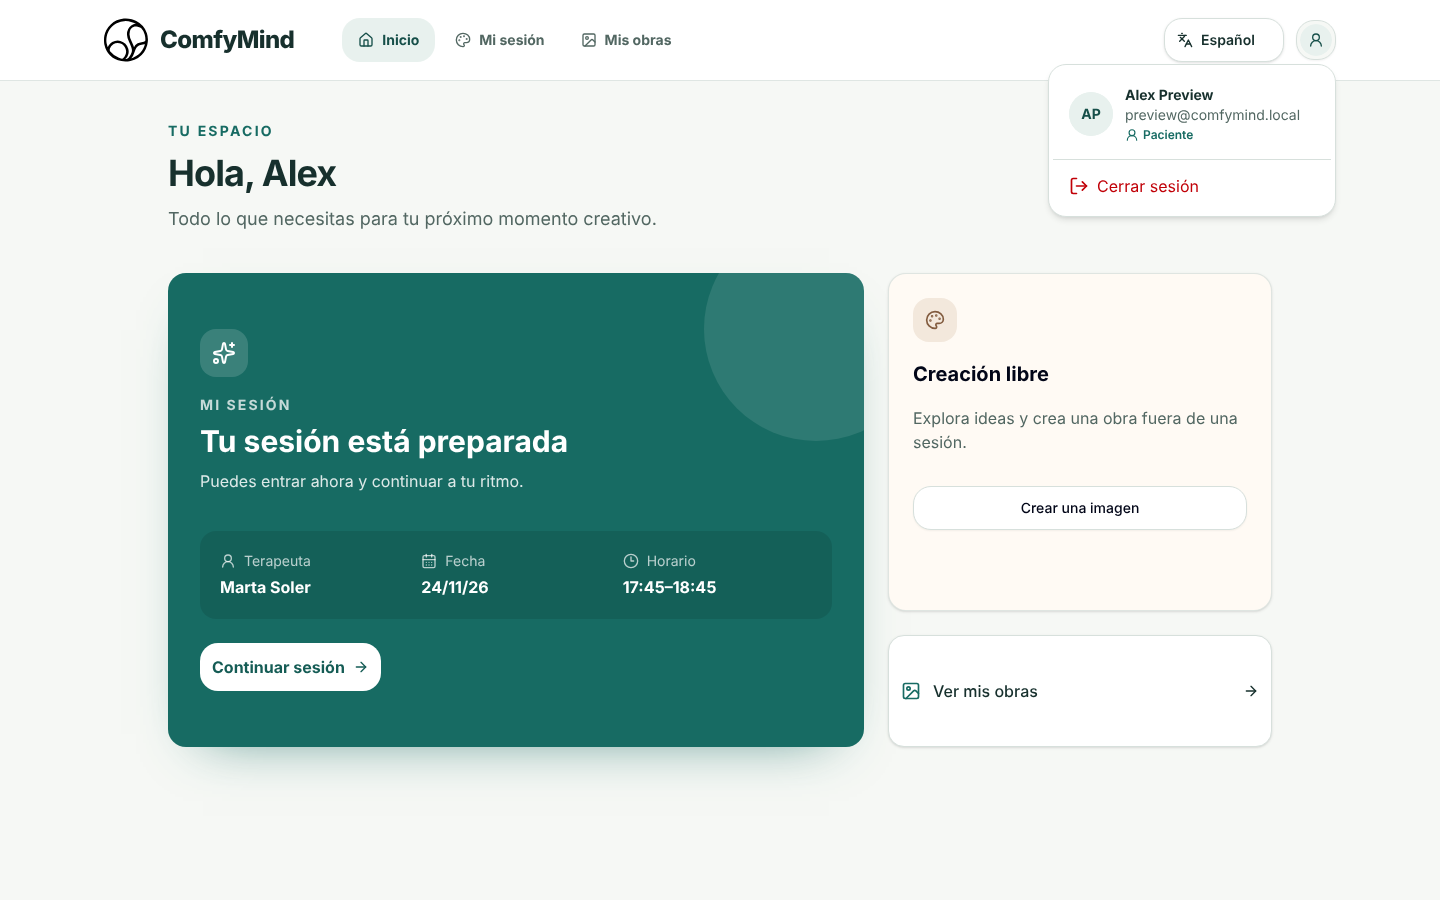 ComfyMind
Inicio
Mi sesión
Mis obras
Español
AP
Alex Preview
preview@comfymind.local
Paciente
Cerrar sesión
TU ESPACIO
Hola, Alex
Todo lo que necesitas para tu próximo momento creativo.
MI SESIÓN
Tu sesión está preparada
Puedes entrar ahora y continuar a tu ritmo.
Terapeuta
Marta Soler
Fecha
24/11/26
Horario
17:45–18:45
Continuar sesión
Creación libre
Explora ideas y crea una obra fuera de una
sesión.
Crear una imagen
Ver mis obras